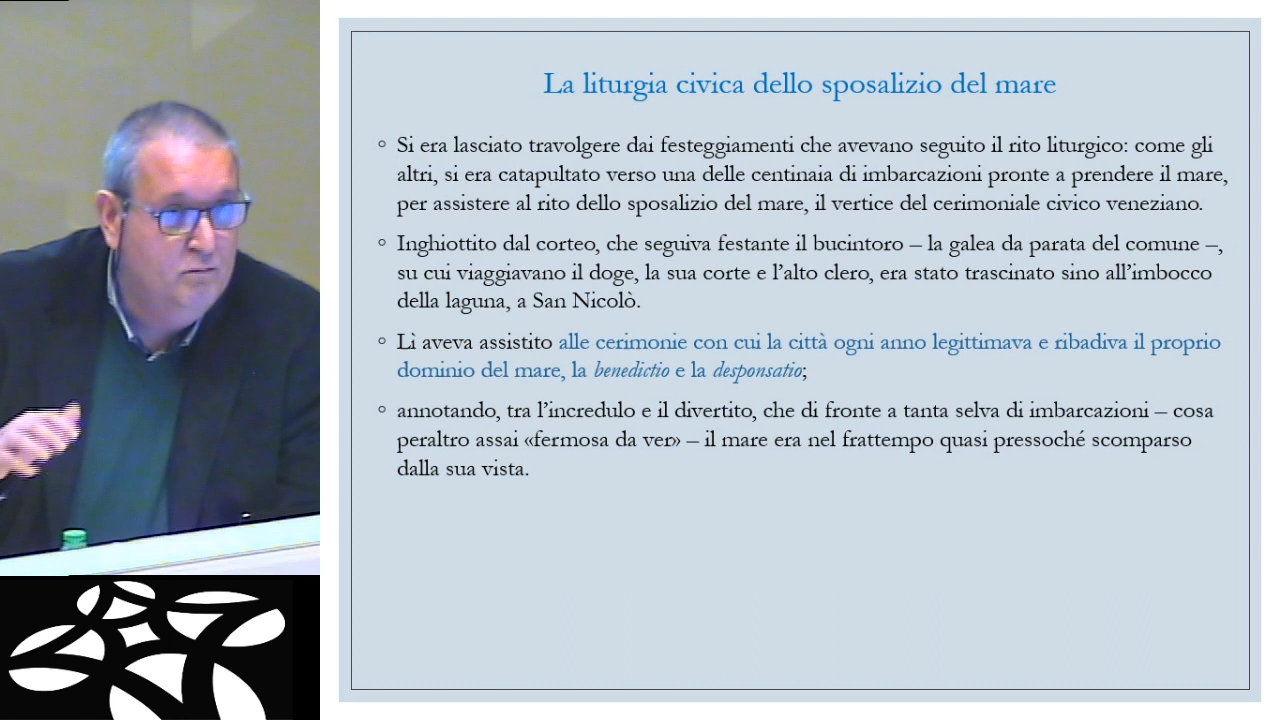 La liturgia civica dello sposalizio del mare
◦ Si era lasciato travolgere dai festeggiamenti che avevano seguito il rito liturgico: come gli
altri, si era catapultato verso una delle centinaia di imbarcazioni pronte a prendere il mare,
per assistere al rito dello sposalizio del mare, il vertice del cerimoniale civico veneziano.
◦ Inghiottito dal corteo, che seguiva festante il bucintoro – la galea da parata del comune –,
su cui viaggiavano il doge, la sua corte e l’alto clero, era stato trascinato sino all’imbocco
della laguna, a San Nicolò.
◦ Lì aveva assistito alle cerimonie con cui la città ogni anno legittimava e ribadiva il proprio
dominio del mare, la benedictio e la desponsatio;
◦ annotando, tra l’incredulo e il divertito, che di fronte a tanta selva di imbarcazioni – cosa
peraltro assai «fermosa da ver» – il mare era nel frattempo quasi pressoché scomparso
dalla sua vista.